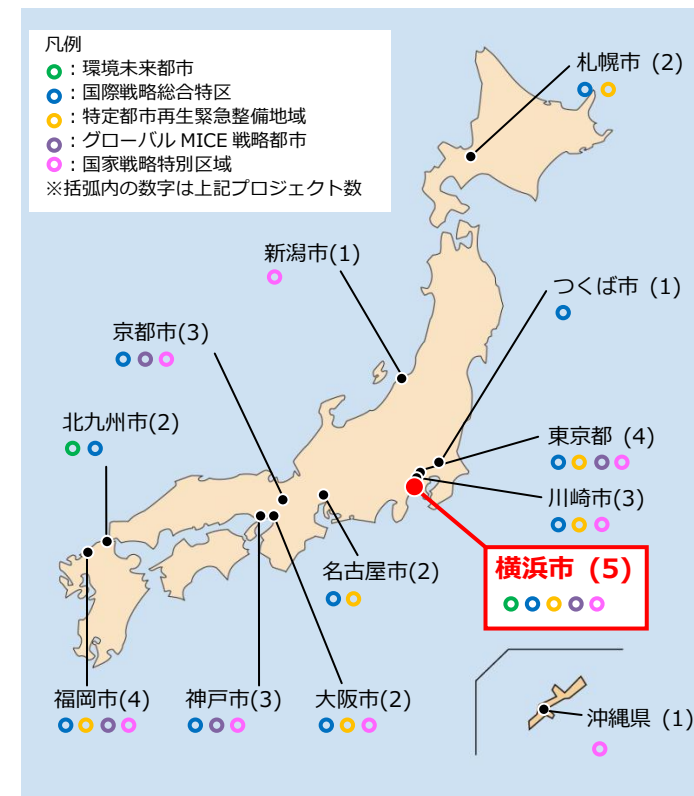 凡例
：環境未来都市
：国際戦略総合特区
：特定都市再生緊急整備地域
：グローバル MICE 戦略都市
：国家戦略特別区域
※括弧内の数字は上記プロジェクト数
札幌市 (2)
新潟市(1)
つくば市 (1)
京都市(3)
北九州市(2)
東京都 (4)
川崎市(3)
名古屋市(2)
横浜市 (5)
福岡市(4)
神戸市(3)
大阪市(2)
沖縄県 (1)